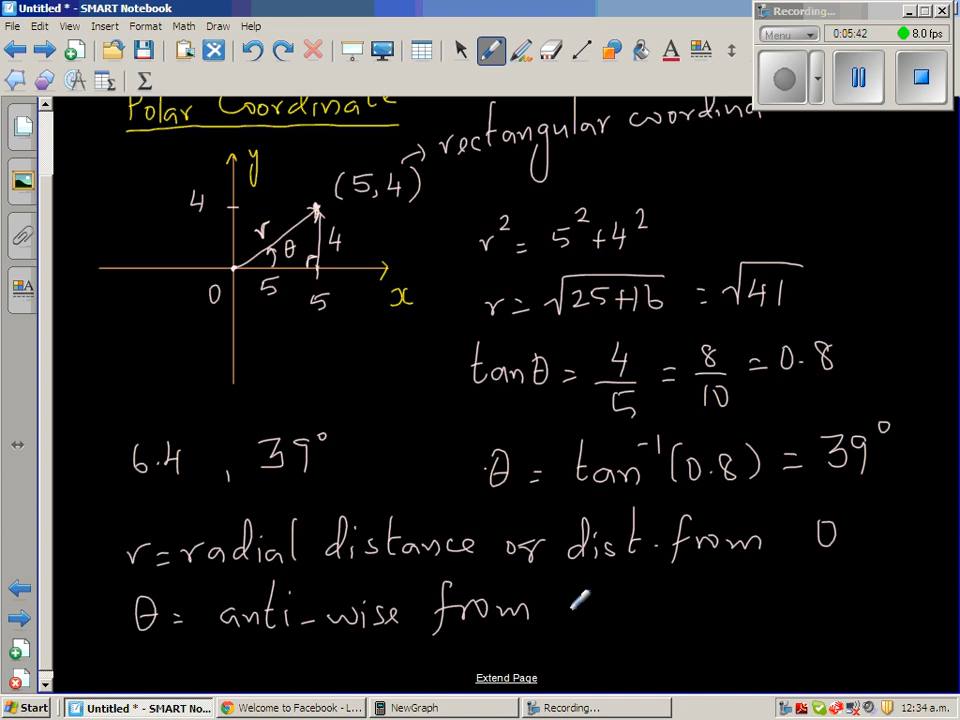 Untitled * - SMART Notebook
File Edit View Insert Format Math Draw Help
Recording...
Menu
0:05:42
8.0 fps
Polar Coordinate
rectangular coordina
y
(5,4)
4
r
θ
4
0
5
5
x
r² = 5² + 4²
r = √25+16 = √41
tanθ = 4/5 = 8/10 = 0.8
6.4 , 39°
θ = tan⁻¹(0.8) = 39°
r = radial distance or dist. from 0
θ = anti-wise from
Extend Page
Start
Untitled * - SMART No...
Welcome to Facebook - L...
NewGraph
Recording...
12:34 a.m.